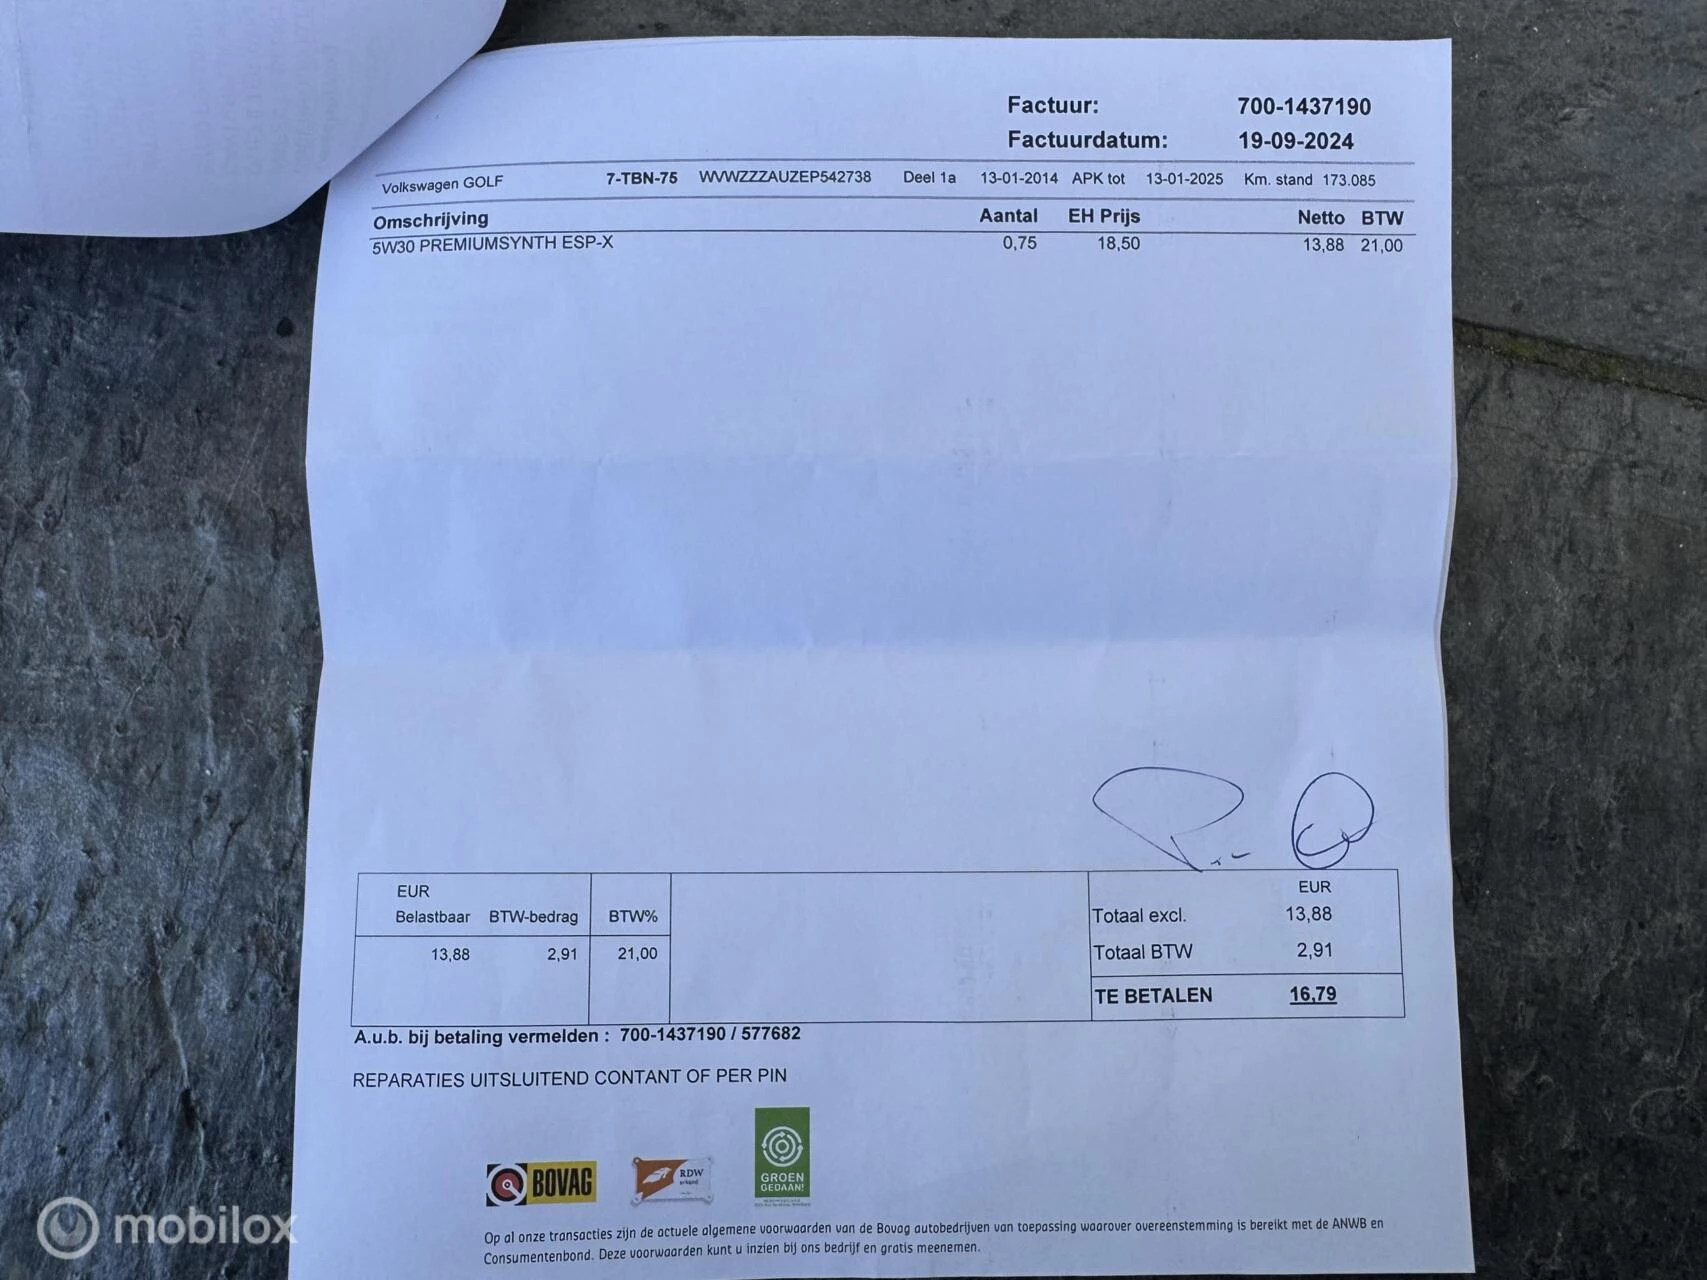 Factuur: 700-1437190
Factuurdatum: 19-09-2024
Volkswagen GOLF 7-TBN-75 WVWZZZAUZEP542738 Deel 1a 13-01-2014 APK tot 13-01-2025 Km. stand 173.085
Omschrijving Aantal EH Prijs Netto BTW
5W30 PREMIUMSYNTH ESP-X 0,75 18,50 13,88 21,00
EUR EUR
Belastbaar BTW-bedrag BTW% Totaal excl. 13,88
13,88 2,91 21,00 Totaal BTW 2,91
TE BETALEN 16,79
A.u.b. bij betaling vermelden : 700-1437190 / 577682
REPARATIES UITSLUITEND CONTANT OF PER PIN
BOVAG
RDW
erkend
GROEN
GEDAAN!
Op al onze transacties zijn de actuele algemene voorwaarden van de Bovag autobedrijven van toepassing waarover overeenstemming is bereikt met de ANWB en
Consumentenbond. Deze voorwaarden kunt u inzien bij ons bedrijf en gratis meenemen.
mobilox